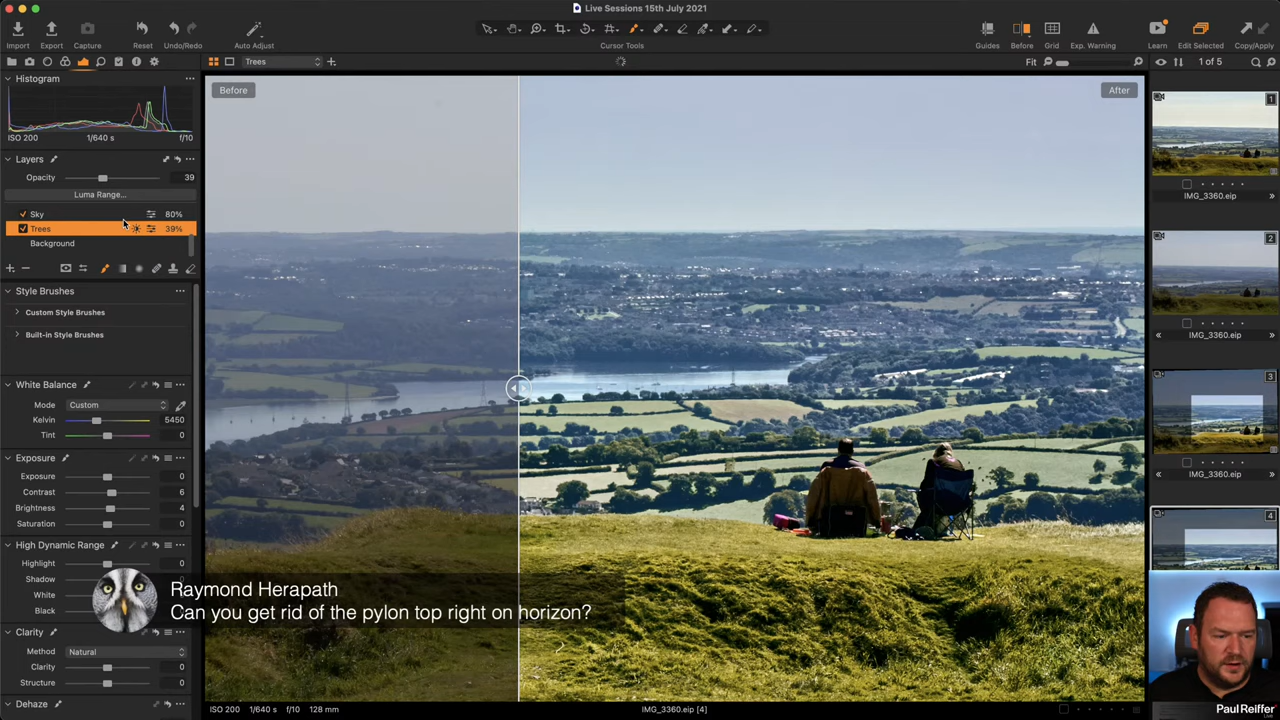 Live Sessions 15th July 2021
Import
Export
Capture
Reset
Undo/Redo
Auto Adjust
Cursor Tools
Guides
Before
Grid
Exp. Warning
Learn
Edit Selected
Copy/Apply
Trees
Fit
1 of 5
Histogram
ISO 200
1/640 s
f/10
Layers
Opacity
39
Luma Range...
Sky
80%
Trees
39%
Background
Style Brushes
Custom Style Brushes
Built-in Style Brushes
White Balance
Mode
Custom
Kelvin
5450
Tint
0
Exposure
Exposure
0
Contrast
6
Brightness
4
Saturation
0
High Dynamic Range
Highlight
0
Shadow
White
Black
Clarity
Method
Natural
Clarity
0
Structure
0
Dehaze
Before
After
Raymond Herapath
Can you get rid of the pylon top right on horizon?
ISO 200
1/640 s
f/10
128 mm
IMG_3360.eip [4]
1
IMG_3360.eip
2
IMG_3360.eip
3
IMG_3360.eip
4
Paul Reiffer
Live